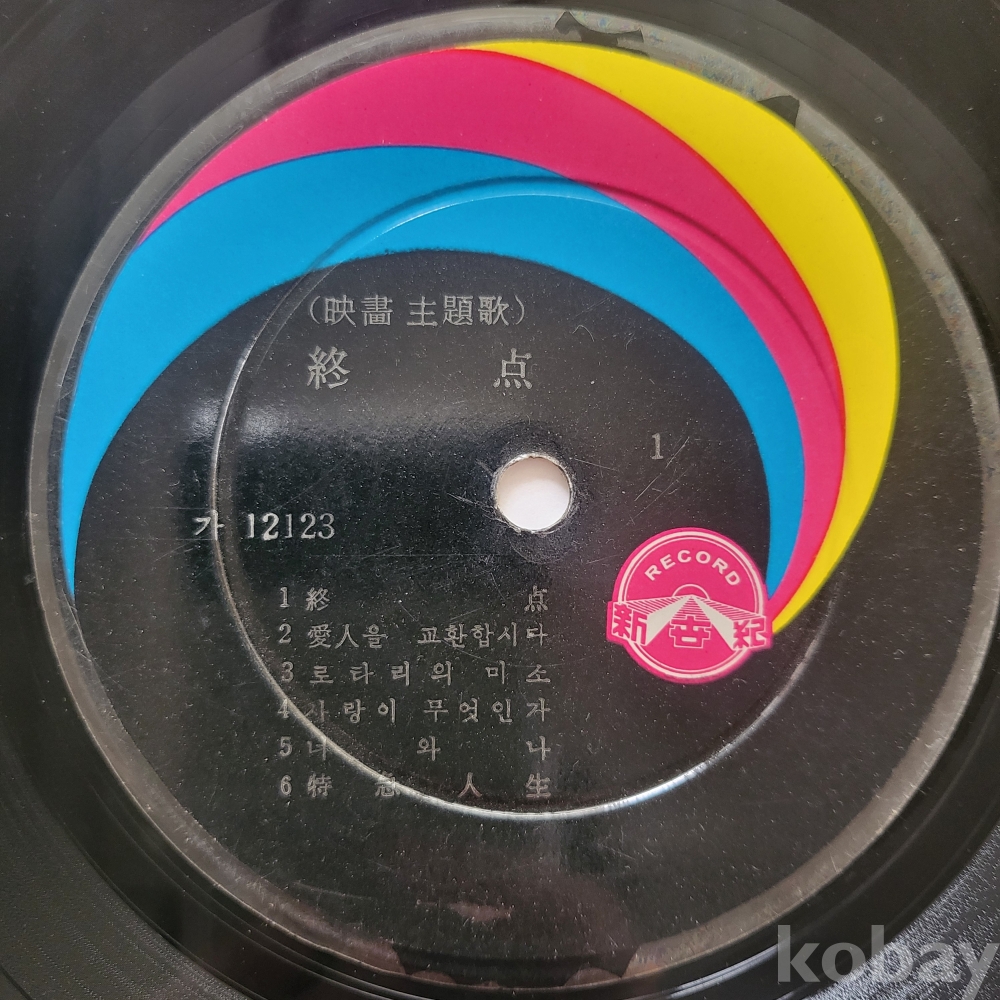 (映畵 主題歌)
終 点
1
가 12123
RECORD
新世紀
1 終 点
2 愛人을 교환합시다
3 로타리의 미소
4 사랑이 무엇인가
5 너 와 나
6 特急 人生
kobay